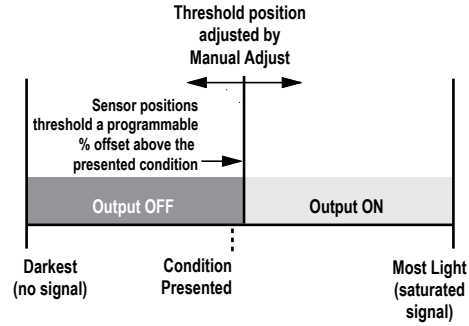 Threshold position
adjusted by
Manual Adjust
Sensor positions
threshold a programmable
% offset above the
presented condition
Output OFF
Output ON
Darkest
(no signal)
Condition
Presented
Most Light
(saturated
signal)